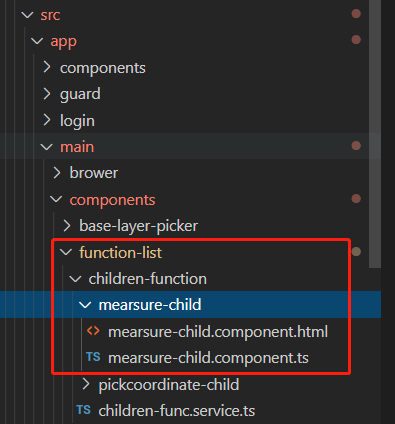 src
app
components
guard
login
main
brower
components
base-layer-picker
function-list
children-function
mearsure-child
<> mearsure-child.component.html
TS mearsure-child.component.ts
pickcoordinate-child
TS children-func.service.ts